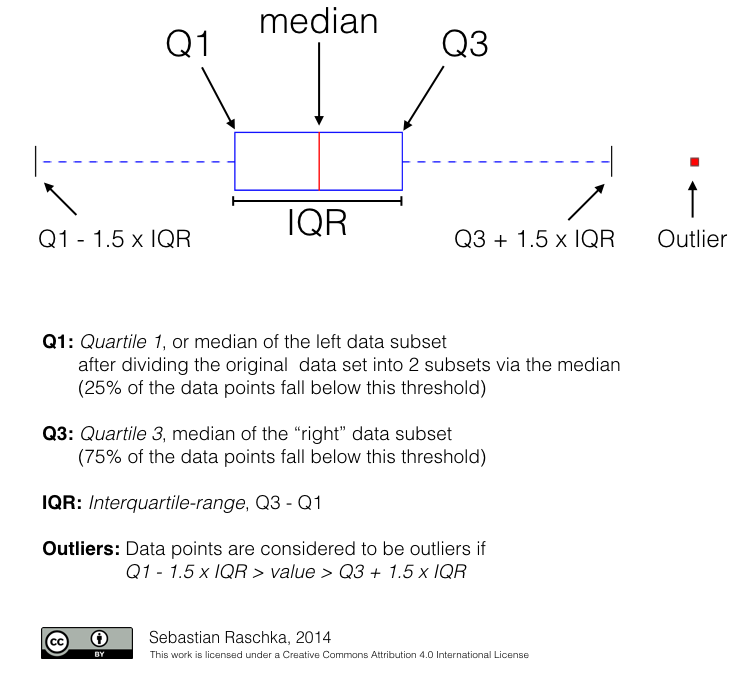 median
Q1
Q3
IQR
Q1 - 1.5 x IQR
Q3 + 1.5 x IQR
Outlier
Q1: Quartile 1, or median of the left data subset
after dividing the original data set into 2 subsets via the median
(25% of the data points fall below this threshold)
Q3: Quartile 3, median of the “right” data subset
(75% of the data points fall below this threshold)
IQR: Interquartile-range, Q3 - Q1
Outliers: Data points are considered to be outliers if
Q1 - 1.5 x IQR > value > Q3 + 1.5 x IQR
cc
BY
Sebastian Raschka, 2014
This work is licensed under a Creative Commons Attribution 4.0 International License